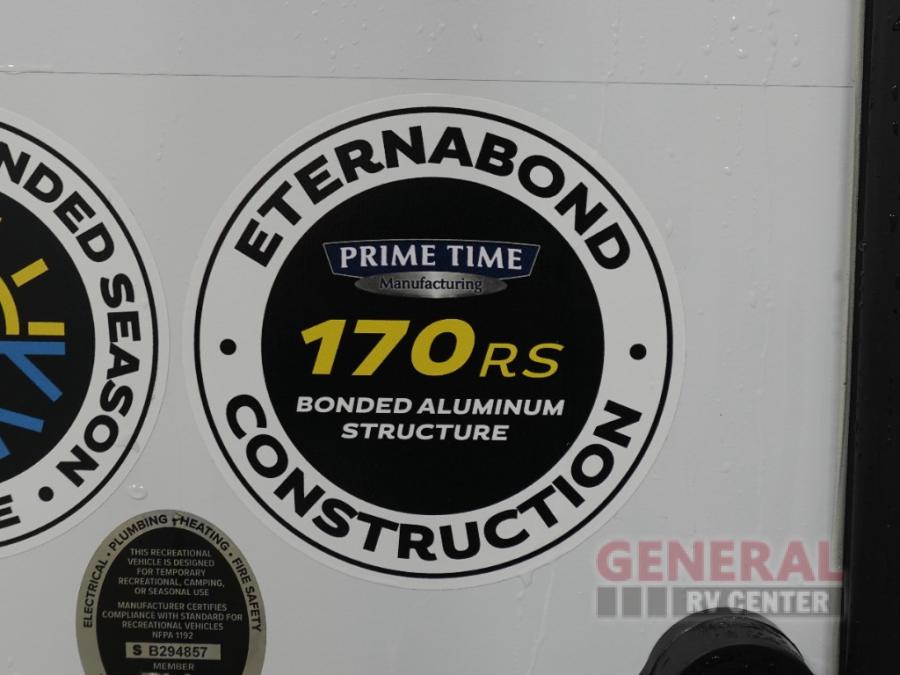 ETERNABOND
PRIME TIME
Manufacturing
170RS
BONDED ALUMINUM
STRUCTURE
CONSTRUCTION
SEASON
ELECTRICAL • PLUMBING • HEATING • FIRE SAFETY
THIS RECREATIONAL
VEHICLE IS DESIGNED
FOR TEMPORARY
RECREATIONAL, CAMPING,
OR SEASONAL USE
MANUFACTURER CERTIFIES
COMPLIANCE WITH STANDARD FOR
RECREATIONAL VEHICLES
NFPA 1192
S B294857
MEMBER
GENERAL
RV CENTER